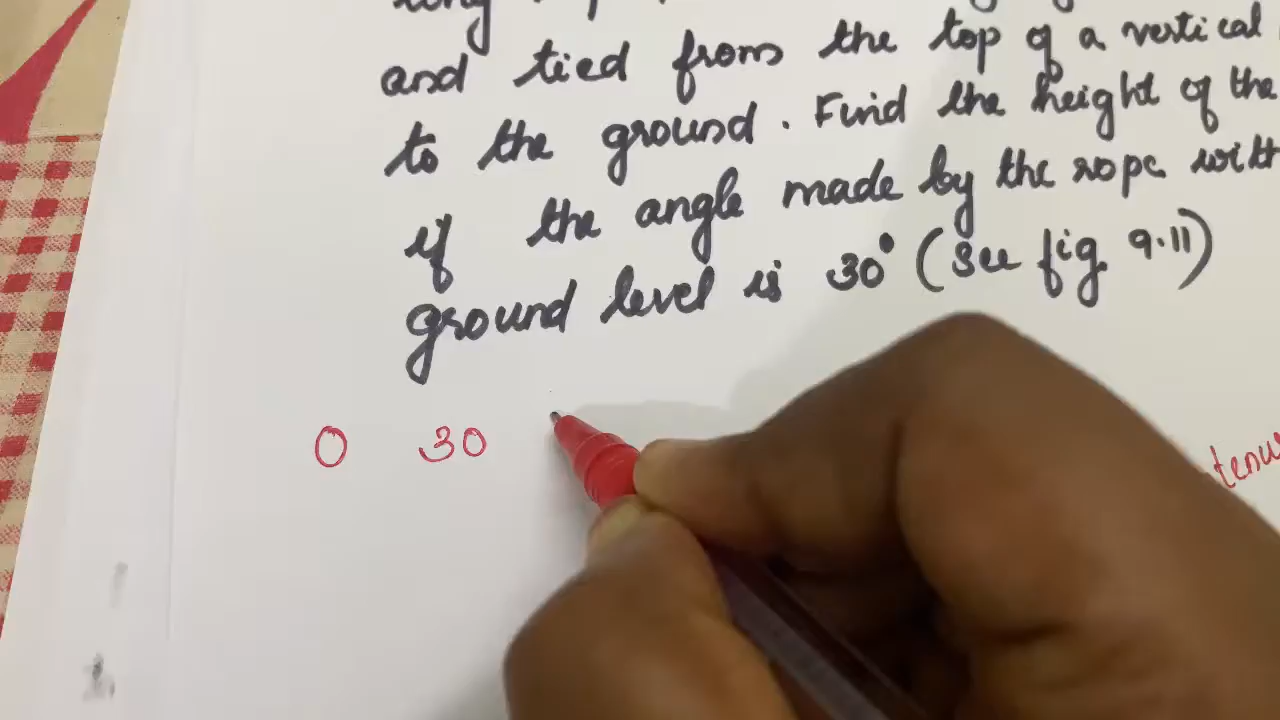 and tied from the top of a vertical
to the ground. Find the height of the
if the angle made by the rope with
ground level is 30° (See fig. 9.11)
0 30